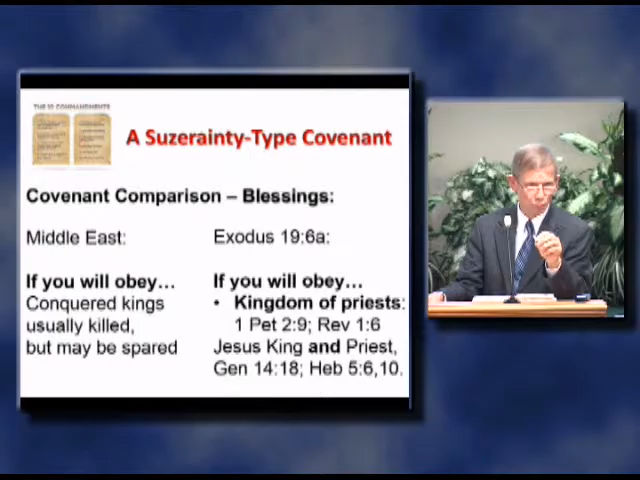 THE 10 COMMANDMENTS
A Suzerainty-Type Covenant
Covenant Comparison – Blessings:
Middle East:
If you will obey…
Conquered kings
usually killed,
but may be spared
Exodus 19:6a:
If you will obey…
• Kingdom of priests:
1 Pet 2:9; Rev 1:6
Jesus King and Priest,
Gen 14:18; Heb 5:6,10.